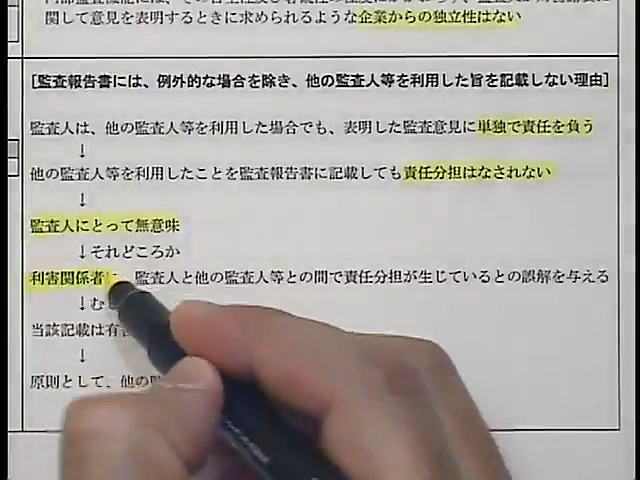 関して意見を表明するときに求められるような企業からの独立性はない
[監査報告書には、例外的な場合を除き、他の監査人等を利用した旨を記載しない理由]
監査人は、他の監査人等を利用した場合でも、表明した監査意見に単独で責任を負う
↓
他の監査人等を利用したことを監査報告書に記載しても責任分担はなされない
↓
監査人にとって無意味
↓それどころか
利害関係者に、監査人と他の監査人等との間で責任分担が生じているとの誤解を与える
↓む
当該記載は有
↓
原則として、他の